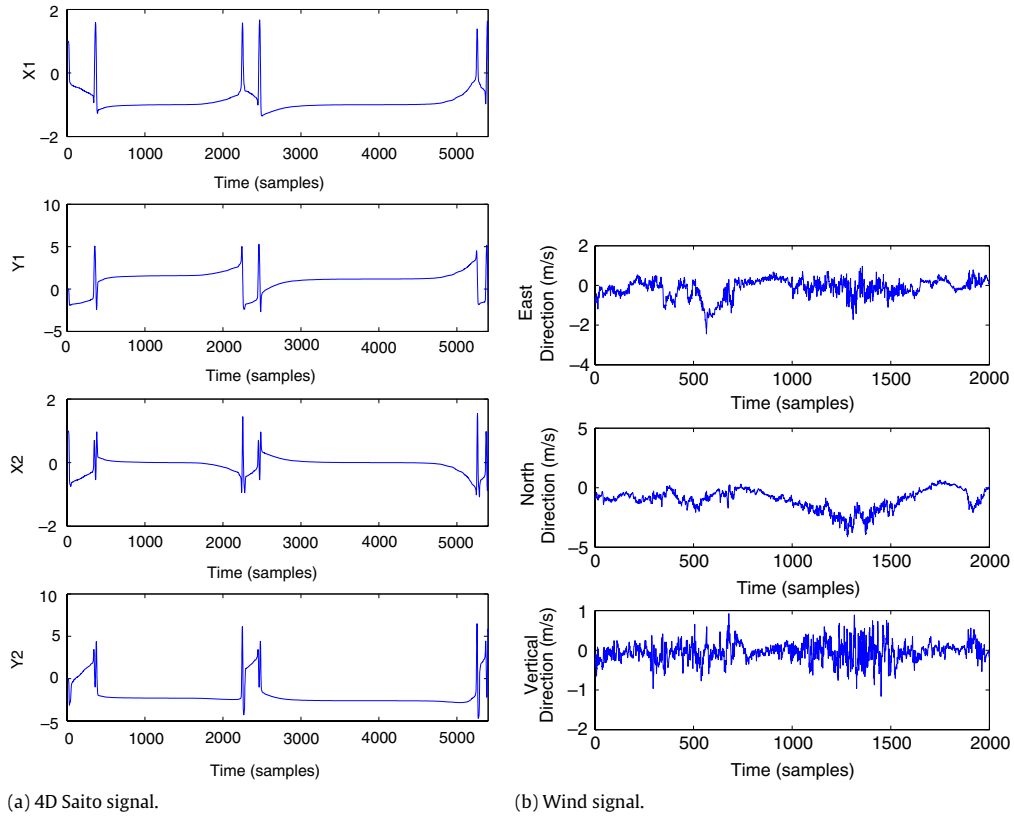 2
0
−2
X1
0 1000 2000 3000 4000 5000
Time (samples)
10
5
0
−5
Y1
0 1000 2000 3000 4000 5000
Time (samples)
2
0
−2
X2
0 1000 2000 3000 4000 5000
Time (samples)
10
5
0
−5
Y2
0 1000 2000 3000 4000 5000
Time (samples)
(a) 4D Saito signal.
2
0
−2
−4
East
Direction (m/s)
0 500 1000 1500 2000
Time (samples)
5
0
−5
North
Direction (m/s)
0 500 1000 1500 2000
Time (samples)
1
0
−1
−2
Vertical
Direction (m/s)
0 500 1000 1500 2000
Time (samples)
(b) Wind signal.